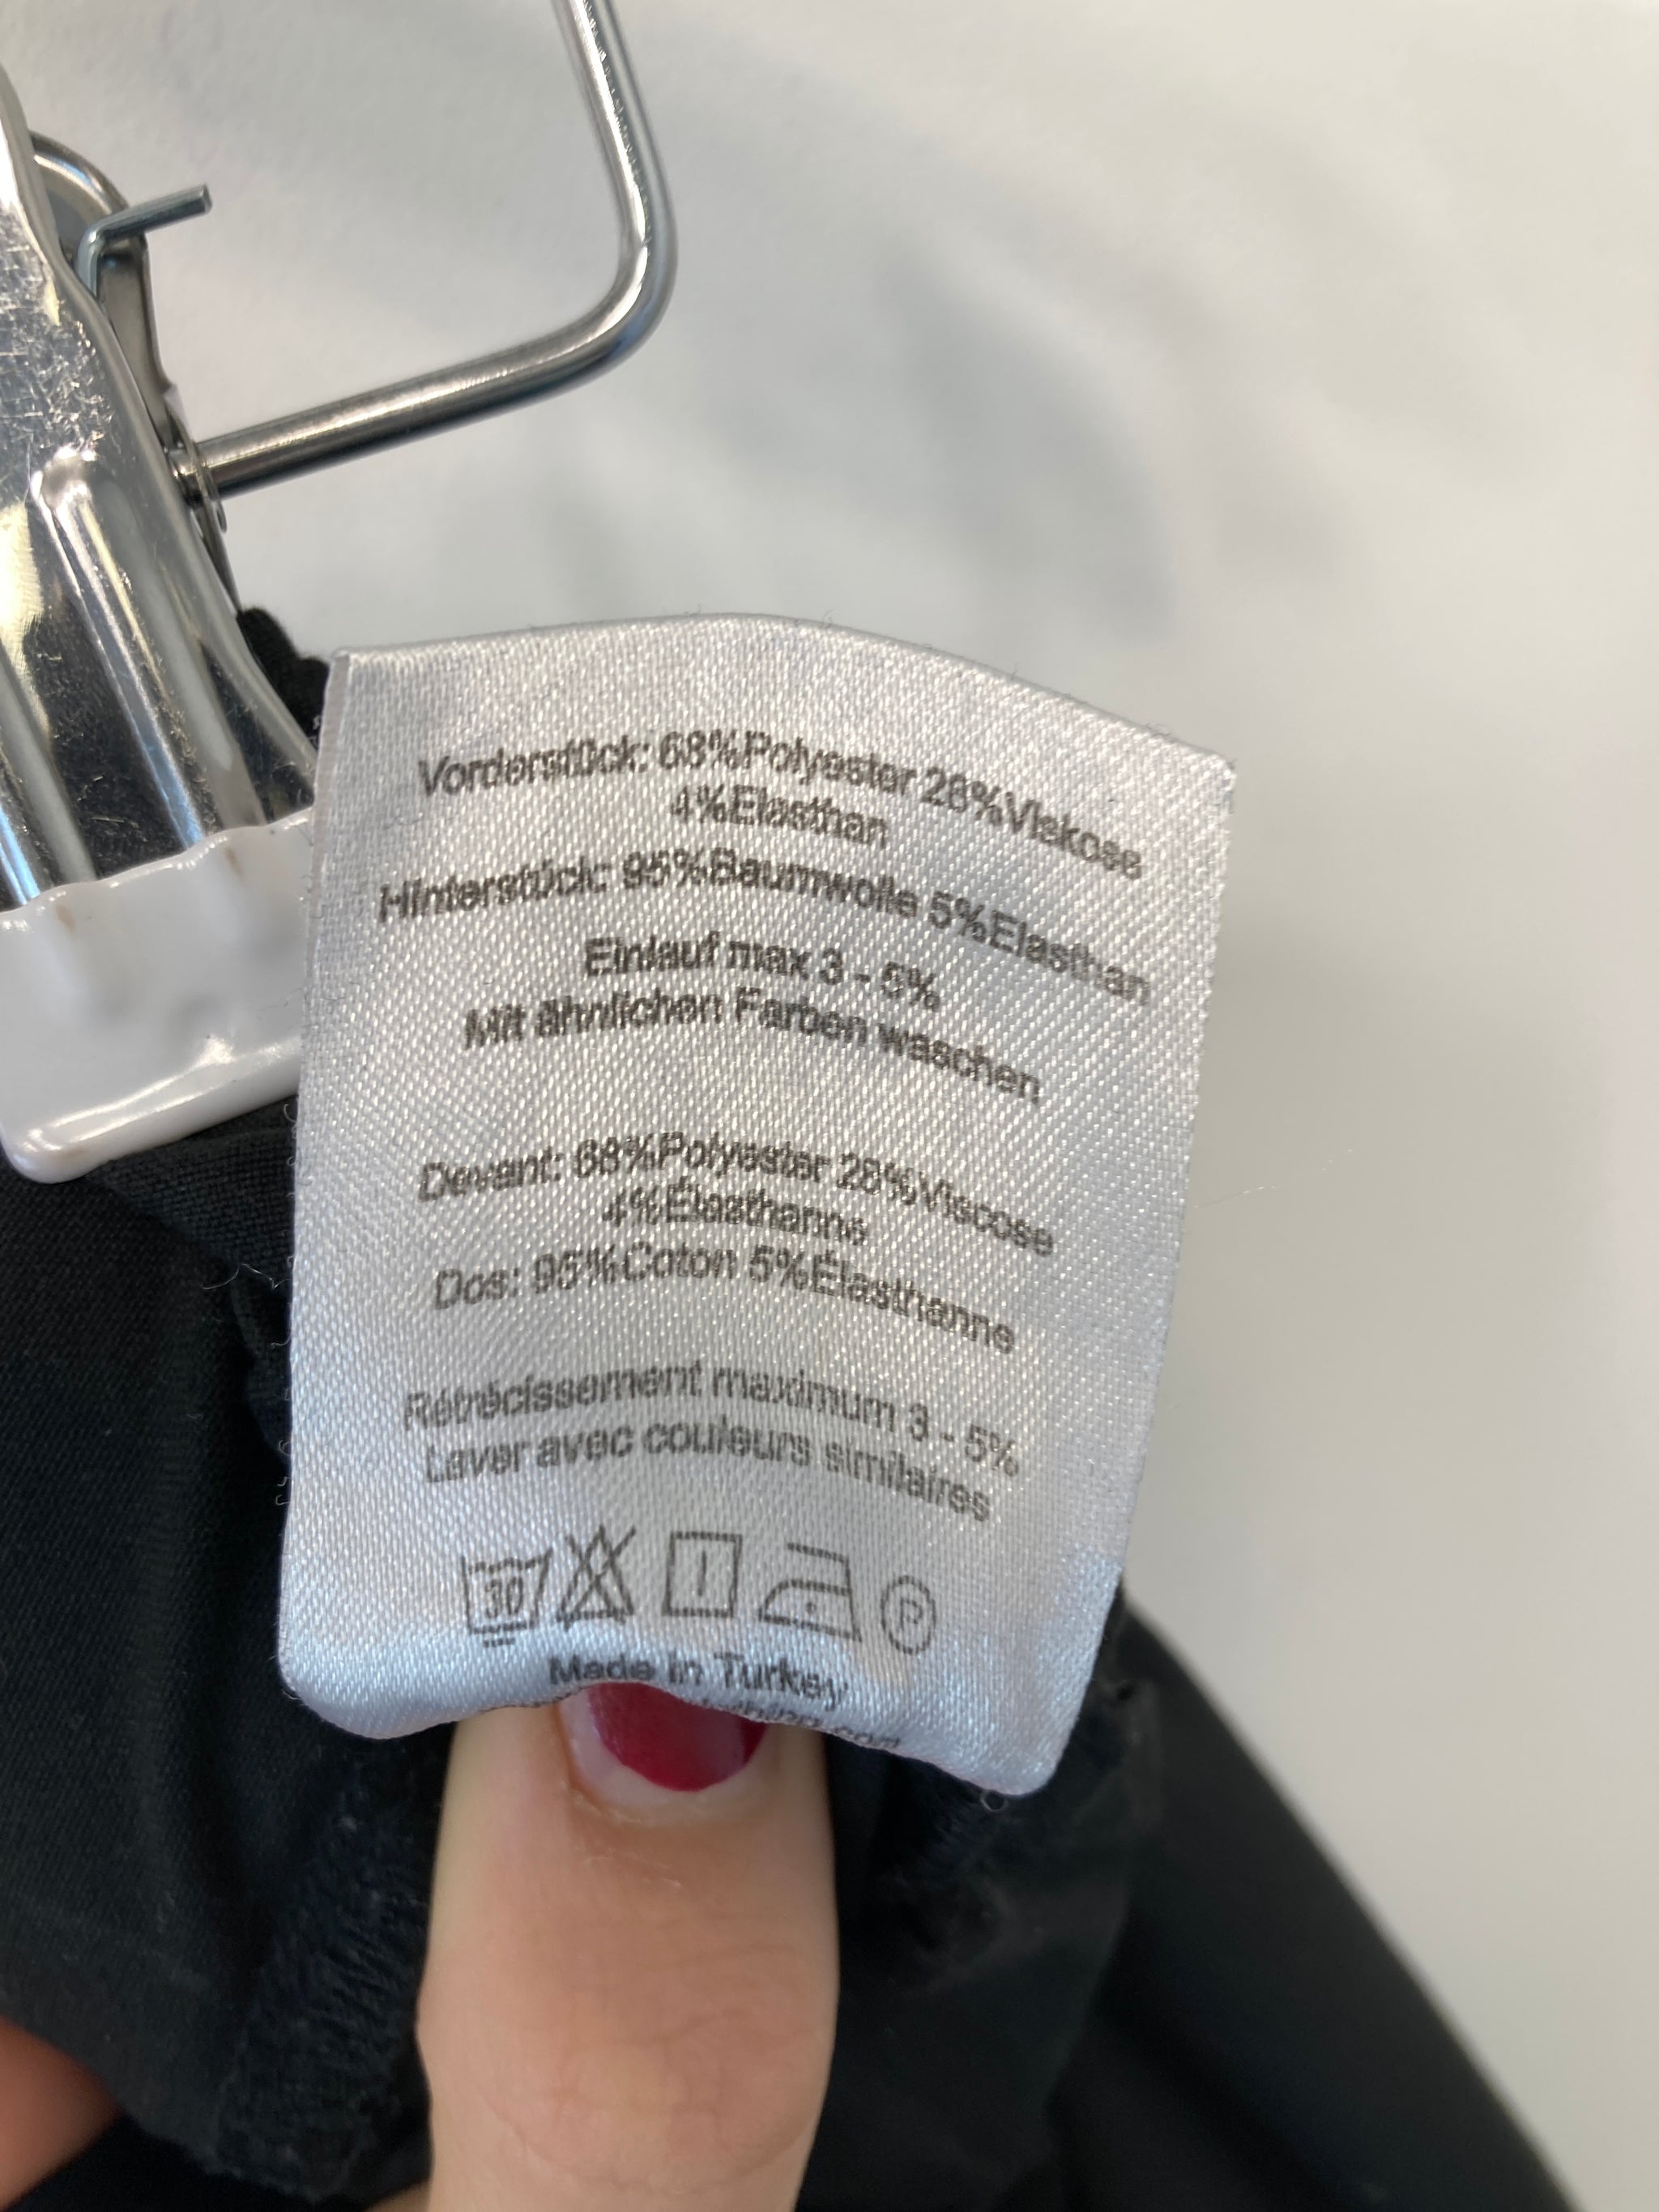 Vorderstück: 68%Polyester 28%Viskose
4%Elasthan
Hinterstück: 95%Baumwolle 5%Elasthan
Einlauf max 3 - 5%
Mit ähnlichen Farben waschen
Devant: 68%Polyester 28%Viscose
4%Élasthanne
Dos: 95%Coton 5%Élasthanne
Rétrécissement maximum 3 - 5%
Laver avec couleurs similaires
30 P
Made in Turkey